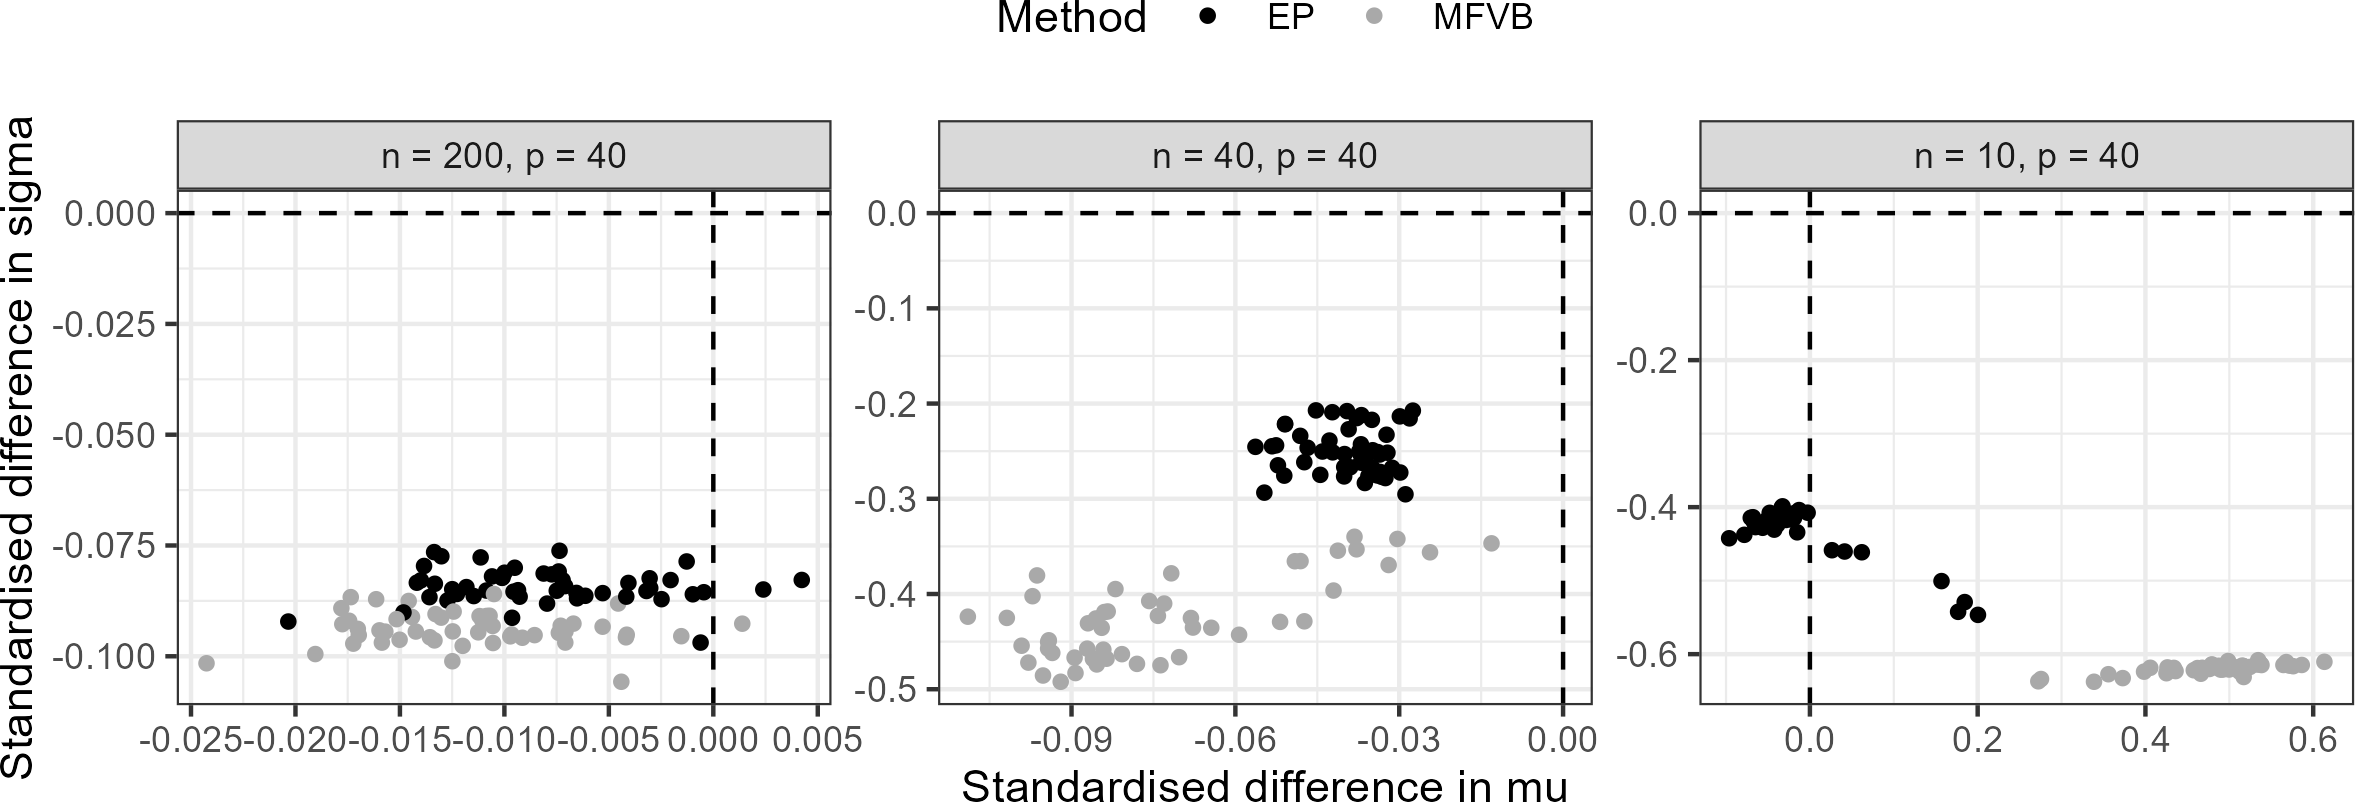 Method EP MFVB
n = 200, p = 40 n = 40, p = 40 n = 10, p = 40
Standardised difference in sigma
0.000
-0.025
-0.050
-0.075
-0.100
0.0
-0.1
-0.2
-0.3
-0.4
-0.5
0.0
-0.2
-0.4
-0.6
-0.025 -0.020 -0.015 -0.010 -0.005 0.000 0.005
-0.09 -0.06 -0.03 0.00
0.0 0.2 0.4 0.6
Standardised difference in mu